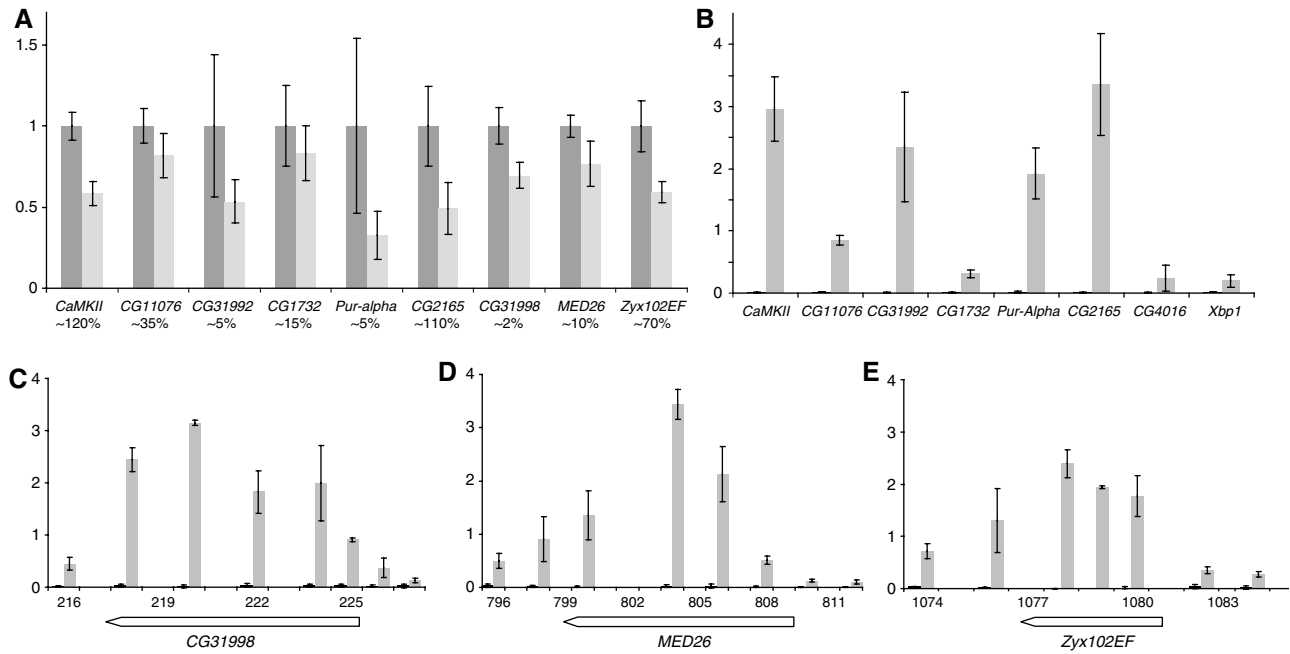 A
1.5
1
0.5
0
CaMKII CG11076 CG31992 CG1732 Pur-alpha CG2165 CG31998 MED26 Zyx102EF
~120% ~35% ~5% ~15% ~5% ~110% ~2% ~10% ~70%
B
4
3
2
1
0
CaMKII CG11076 CG31992 CG1732 Pur-Alpha CG2165 CG4016 Xbp1
C
4
3
2
1
0
216 219 222 225
CG31998
D
4
3
2
1
0
796 799 802 805 808 811
MED26
E
4
3
2
1
0
1074 1077 1080 1083
Zyx102EF